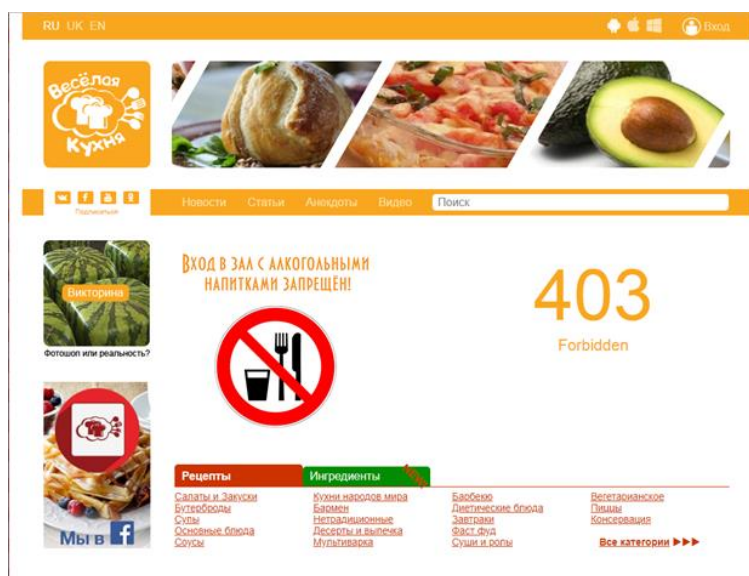 RU UK EN
Вход
Весёлая
Кухня
Подписаться
Новости Статьи Анекдоты Видео Поиск
Викторина
Фотошоп или реальность?
ВХОД В ЗАЛ С АЛКОГОЛЬНЫМИ
НАПИТКАМИ ЗАПРЕЩЁН!
403
Forbidden
Мы в f
Рецепты Ингредиенты
Салаты и Закуски Кухни народов мира Барбекю Вегетарианское
Бутерброды Бармен Диетические блюда Пиццы
Супы Нетрадиционные Завтраки Консервация
Основные блюда Десерты и выпечка Фаст фуд
Соусы Мультиварка Суши и ролы Все категории